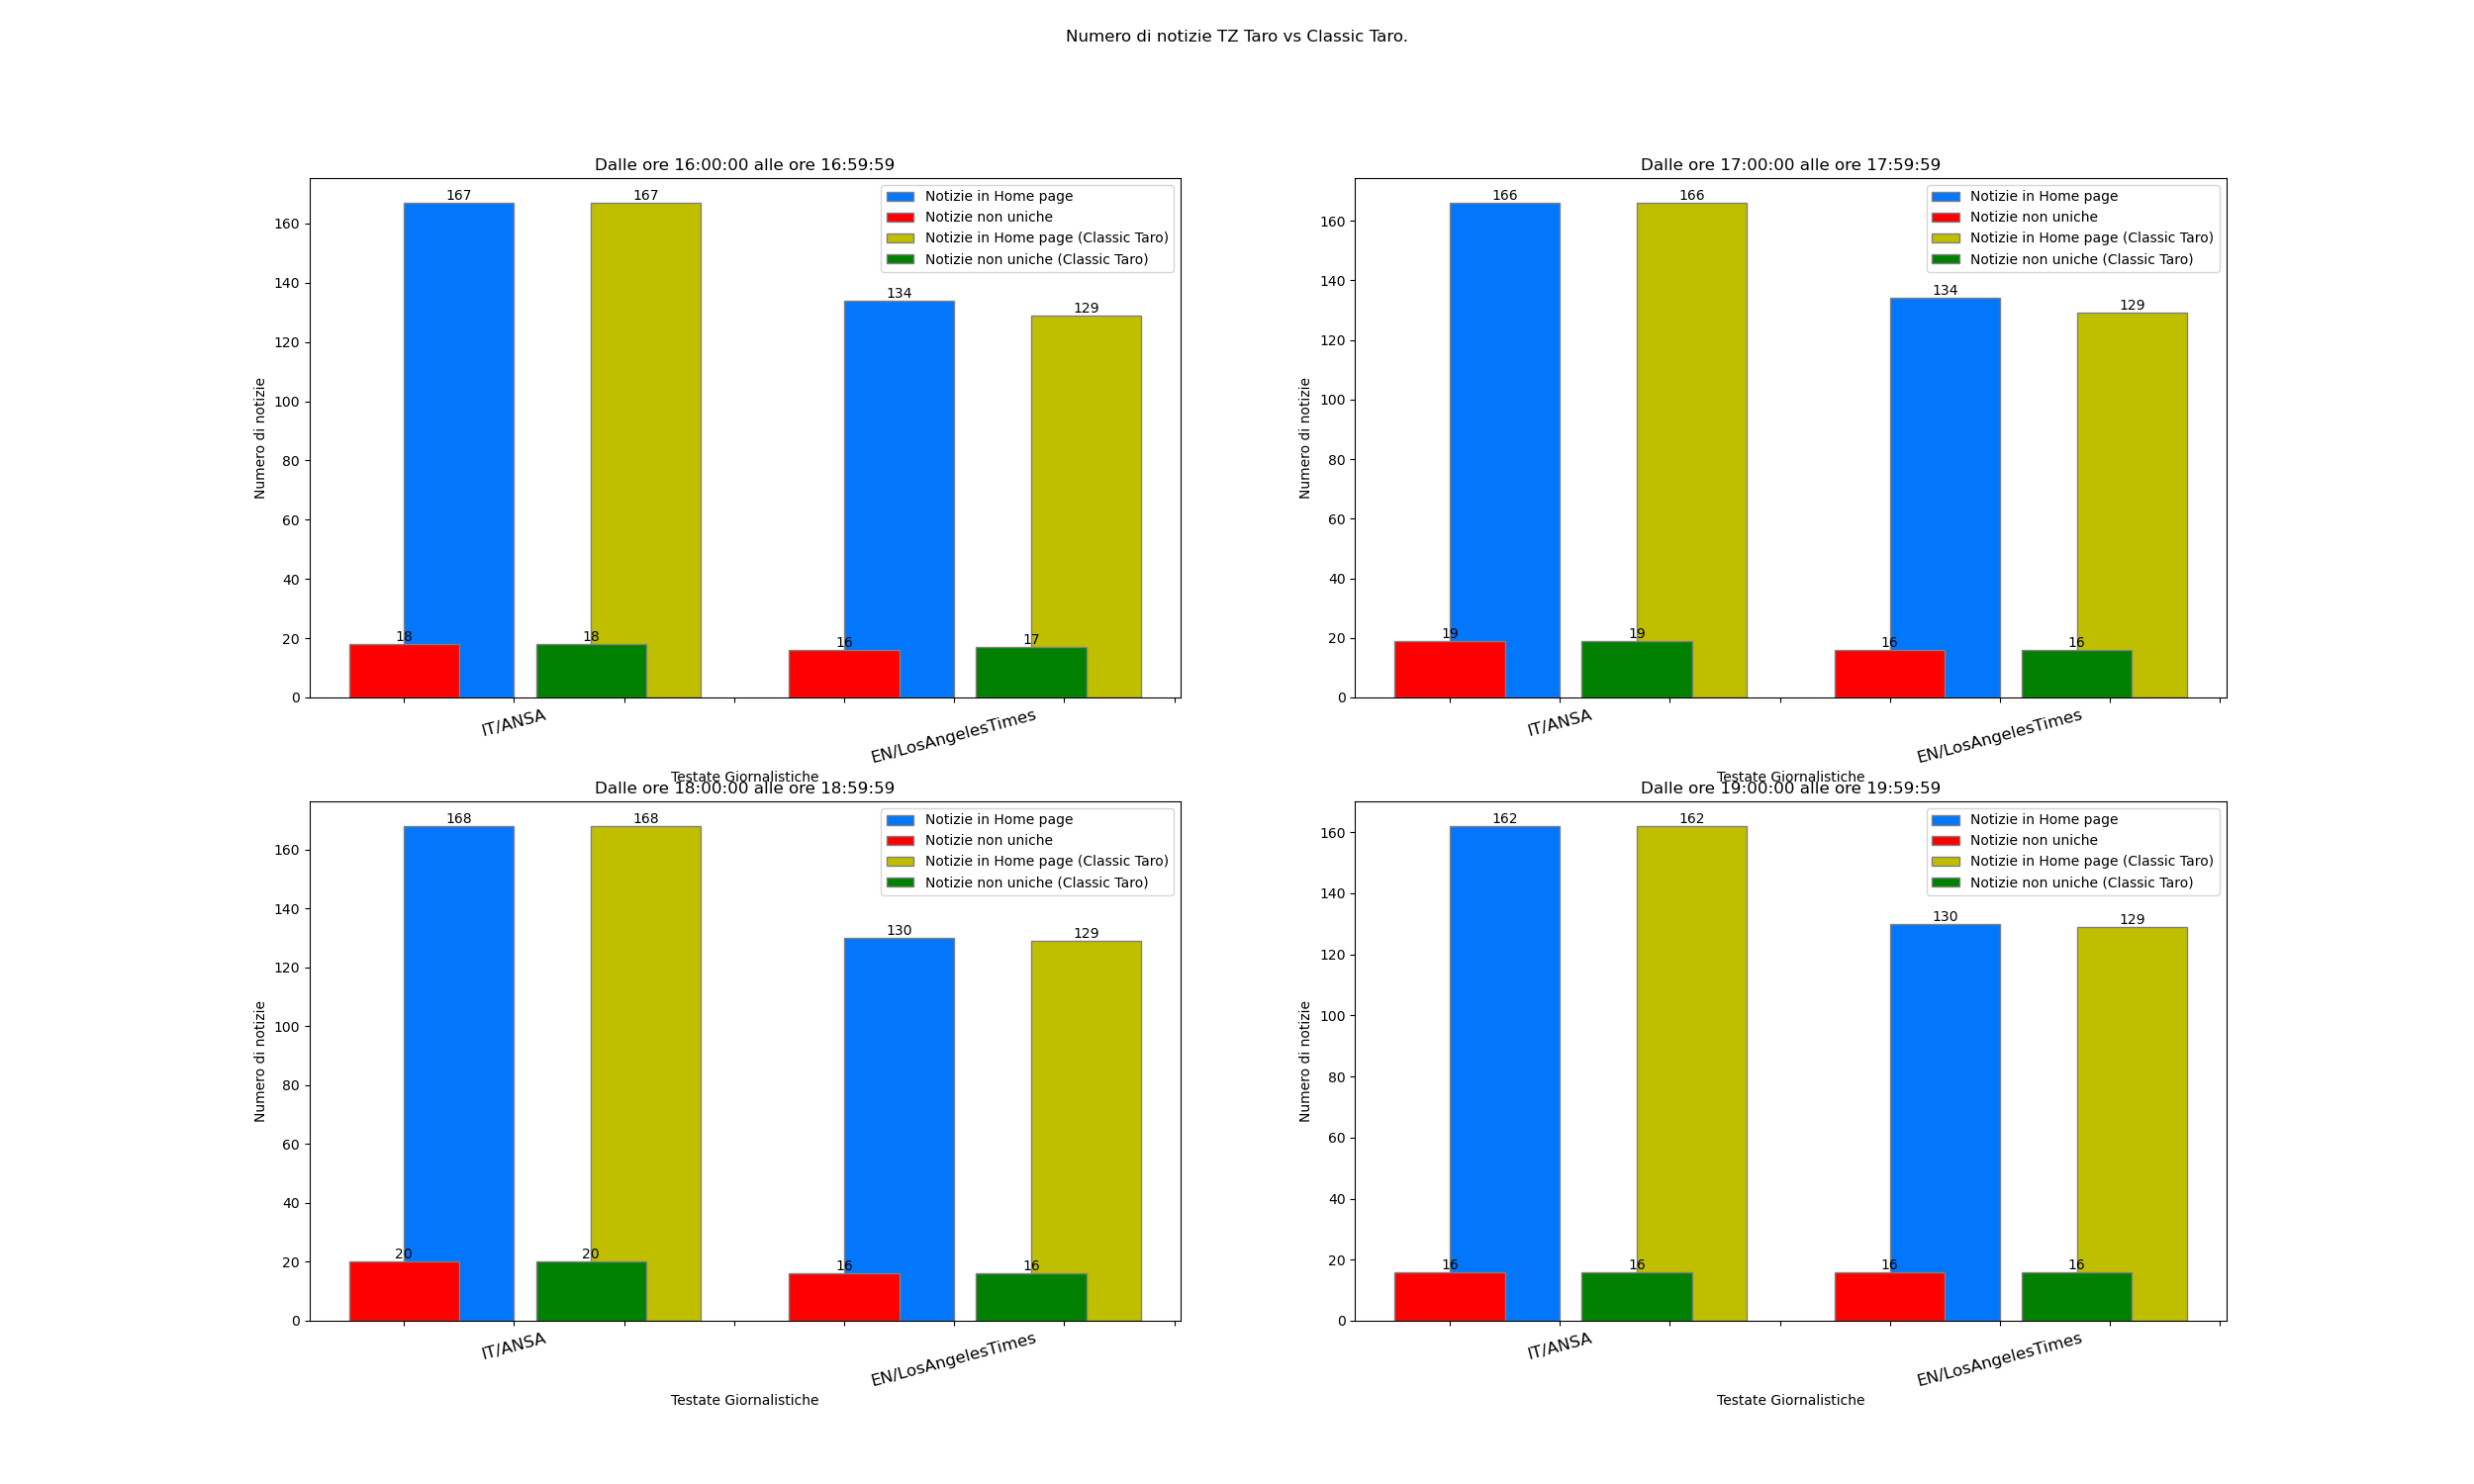 Numero di notizie TZ Taro vs Classic Taro.
Dalle ore 16:00:00 alle ore 16:59:59
Numero di notizie
160
140
120
100
80
60
40
20
0
167
167
134
129
18
18
16
17
Notizie in Home page
Notizie non uniche
Notizie in Home page (Classic Taro)
Notizie non uniche (Classic Taro)
IT/ANSA
EN/LosAngelesTimes
Testate Giornalistiche
Dalle ore 17:00:00 alle ore 17:59:59
Numero di notizie
160
140
120
100
80
60
40
20
0
166
166
134
129
19
19
16
16
Notizie in Home page
Notizie non uniche
Notizie in Home page (Classic Taro)
Notizie non uniche (Classic Taro)
IT/ANSA
EN/LosAngelesTimes
Testate Giornalistiche
Dalle ore 18:00:00 alle ore 18:59:59
Numero di notizie
160
140
120
100
80
60
40
20
0
168
168
130
129
20
20
16
16
Notizie in Home page
Notizie non uniche
Notizie in Home page (Classic Taro)
Notizie non uniche (Classic Taro)
IT/ANSA
EN/LosAngelesTimes
Testate Giornalistiche
Dalle ore 19:00:00 alle ore 19:59:59
Numero di notizie
160
140
120
100
80
60
40
20
0
162
162
130
129
16
16
16
16
Notizie in Home page
Notizie non uniche
Notizie in Home page (Classic Taro)
Notizie non uniche (Classic Taro)
IT/ANSA
EN/LosAngelesTimes
Testate Giornalistiche